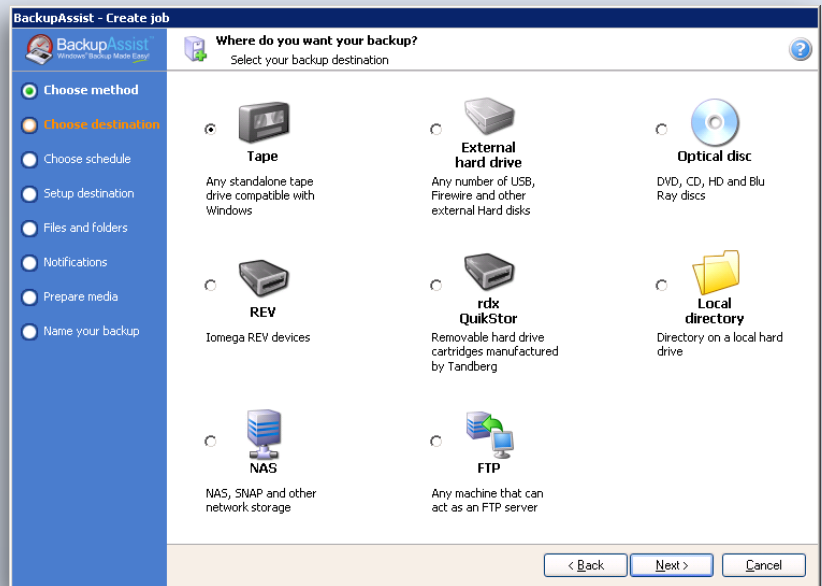 BackupAssist - Create job
BackupAssist™
Windows® Backup Made Easy!
Where do you want your backup?
Select your backup destination
?
Choose method
Choose destination
Choose schedule
Setup destination
Files and folders
Notifications
Prepare media
Name your backup
Tape
Any standalone tape
drive compatible with
Windows
External
hard drive
Any number of USB,
Firewire and other
external Hard disks
Optical disc
DVD, CD, HD and Blu
Ray discs
REV
Iomega REV devices
rdx
QuikStor
Removable hard drive
cartridges manufactured
by Tandberg
Local
directory
Directory on a local hard
drive
NAS
NAS, SNAP and other
network storage
FTP
Any machine that can
act as an FTP server
< Back
Next >
Cancel